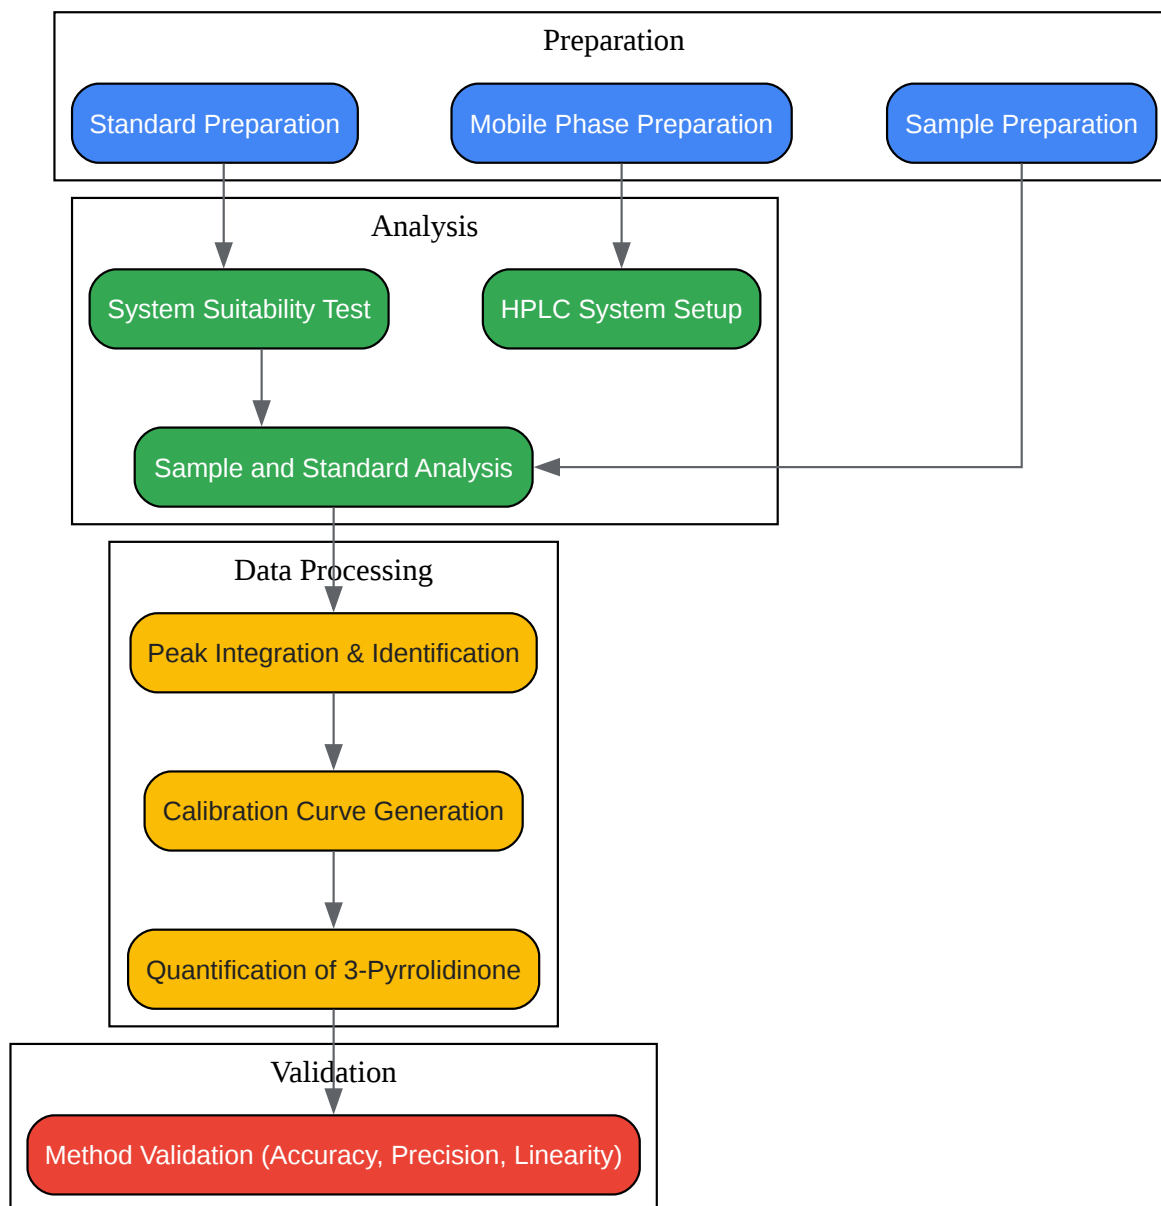 Preparation
Standard Preparation
Mobile Phase Preparation
Sample Preparation
Analysis
System Suitability Test
HPLC System Setup
Sample and Standard Analysis
Data Processing
Peak Integration & Identification
Calibration Curve Generation
Quantification of 3-Pyrrolidinone
Validation
Method Validation (Accuracy, Precision, Linearity)